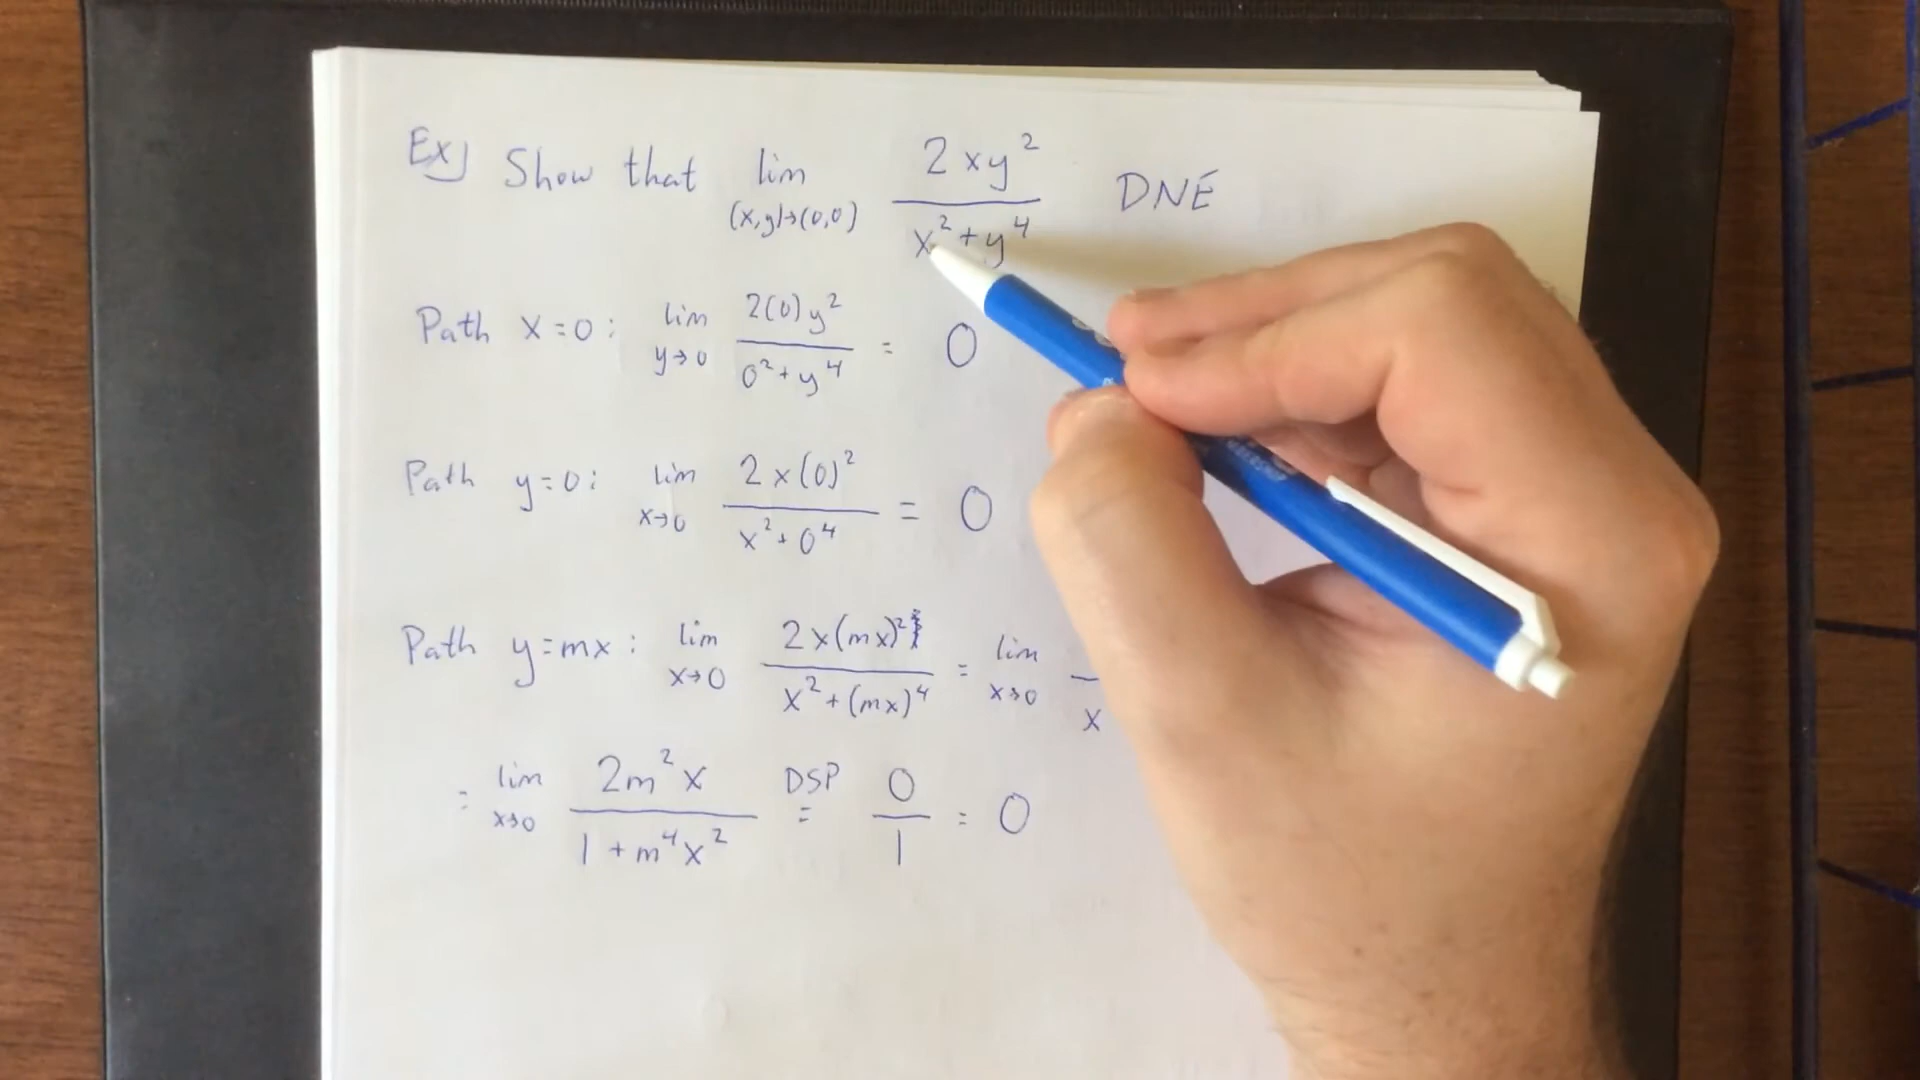 Ex) Show that lim (x,y)→(0,0) 2xy² / x²+y⁴ DNE
Path x=0: lim y→0 2(0)y² / 0²+y⁴ = 0
Path y=0: lim x→0 2x(0)² / x²+0⁴ = 0
Path y=mx: lim x→0 2x(mx)² / x²+(mx)⁴ = lim x→0 x
= lim x→0 2m²x / 1+m⁴x² DSP = 0/1 = 0